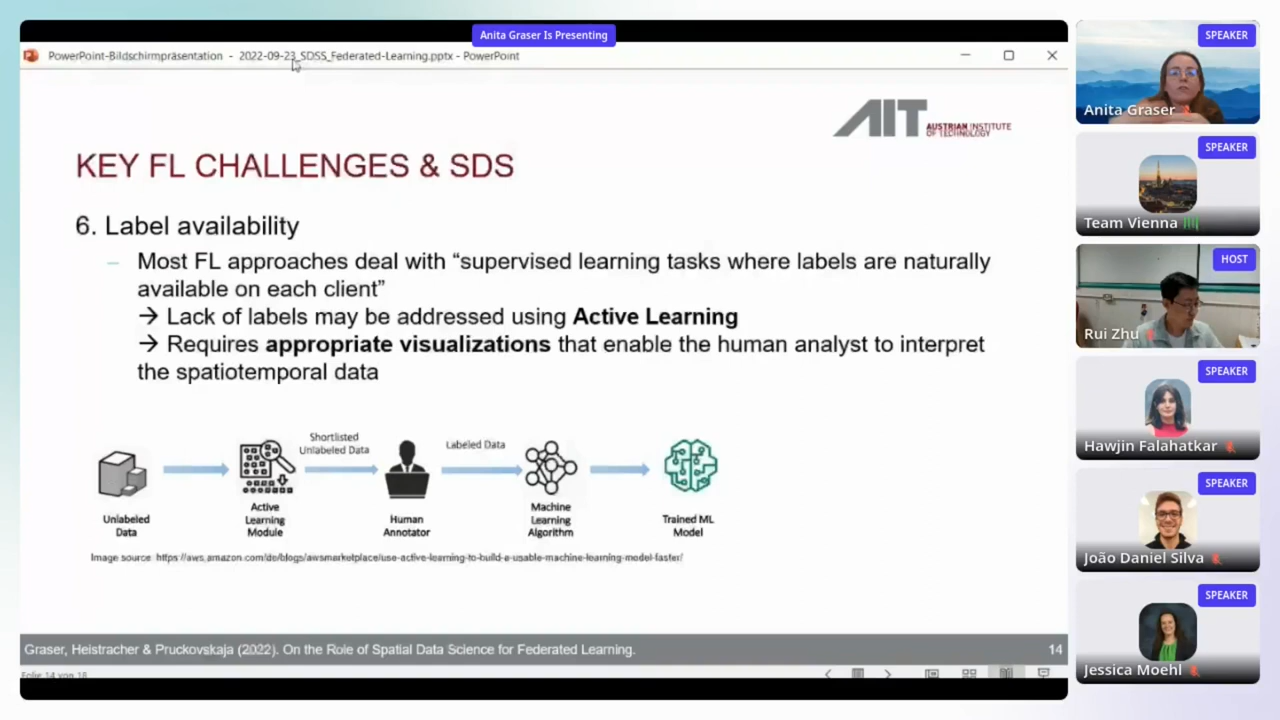 Anita Graser Is Presenting
PowerPoint-Bildschirmpräsentation - 2022-09-23_SDSS_Federated-Learning.pptx - PowerPoint
AIT AUSTRIAN INSTITUTE
OF TECHNOLOGY
KEY FL CHALLENGES & SDS
6. Label availability
– Most FL approaches deal with “supervised learning tasks where labels are naturally
available on each client”
→ Lack of labels may be addressed using Active Learning
→ Requires appropriate visualizations that enable the human analyst to interpret
the spatiotemporal data
Shortlisted
Unlabeled Data
Labeled Data
Unlabeled
Data
Active
Learning
Module
Human
Annotator
Machine
Learning
Algorithm
Trained ML
Model
Image source: https://aws.amazon.com/de/blogs/awsmarketplace/use-active-learning-to-build-a-usable-machine-learning-model-faster/
Graser, Heistracher & Pruckovskaja (2022). On the Role of Spatial Data Science for Federated Learning.
14
Folie 14 von 18
SPEAKER
Anita Graser
SPEAKER
Team Vienna
HOST
Rui Zhu
SPEAKER
Hawjin Falahatkar
SPEAKER
João Daniel Silva
SPEAKER
Jessica Moehl